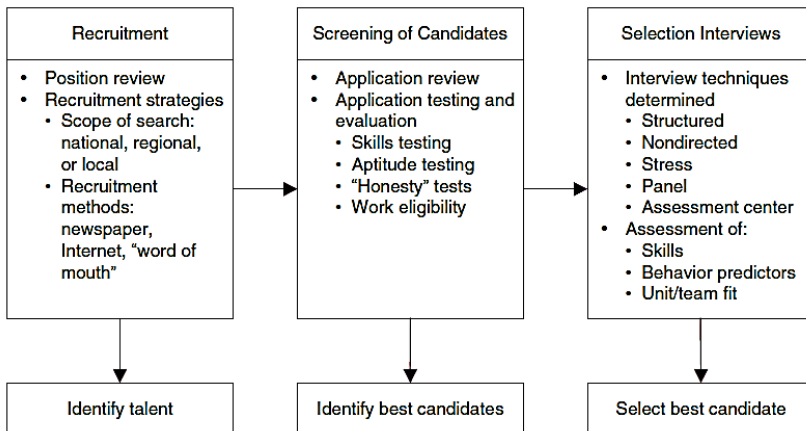 Recruitment
• Position review
• Recruitment strategies
• Scope of search:
national, regional,
or local
• Recruitment
methods:
newspaper,
Internet, “word of
mouth”
Identify talent
Screening of Candidates
• Application review
• Application testing and
evaluation
• Skills testing
• Aptitude testing
• “Honesty” tests
• Work eligibility
Identify best candidates
Selection Interviews
• Interview techniques
determined
• Structured
• Nondirected
• Stress
• Panel
• Assessment center
• Assessment of:
• Skills
• Behavior predictors
• Unit/team fit
Select best candidate